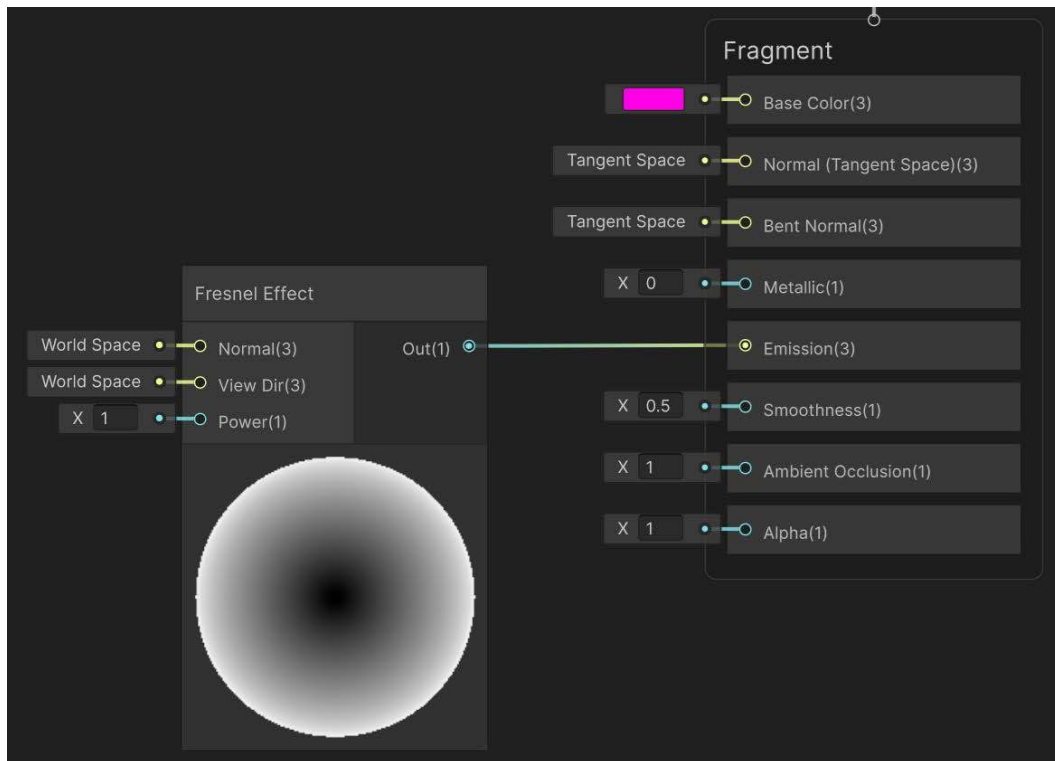 Fragment
Base Color(3)
Tangent Space Normal (Tangent Space)(3)
Tangent Space Bent Normal(3)
X 0 Metallic(1)
Fresnel Effect
World Space Normal(3) Out(1) Emission(3)
World Space View Dir(3)
X 1 Power(1)
X 0.5 Smoothness(1)
X 1 Ambient Occlusion(1)
X 1 Alpha(1)